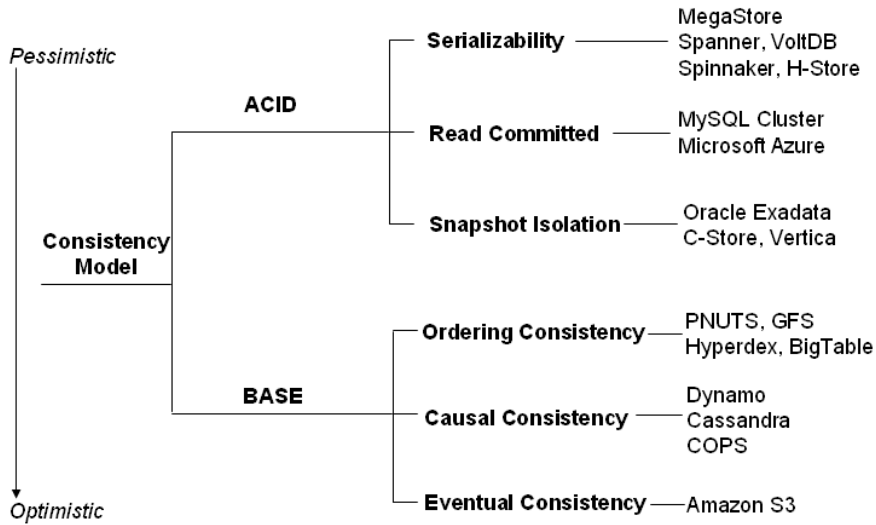 Pessimistic
Optimistic
Consistency
Model
ACID
Serializability
MegaStore
Spanner, VoltDB
Spinnaker, H-Store
Read Committed
MySQL Cluster
Microsoft Azure
Snapshot Isolation
Oracle Exadata
C-Store, Vertica
BASE
Ordering Consistency
PNUTS, GFS
Hyperdex, BigTable
Causal Consistency
Dynamo
Cassandra
COPS
Eventual Consistency
Amazon S3